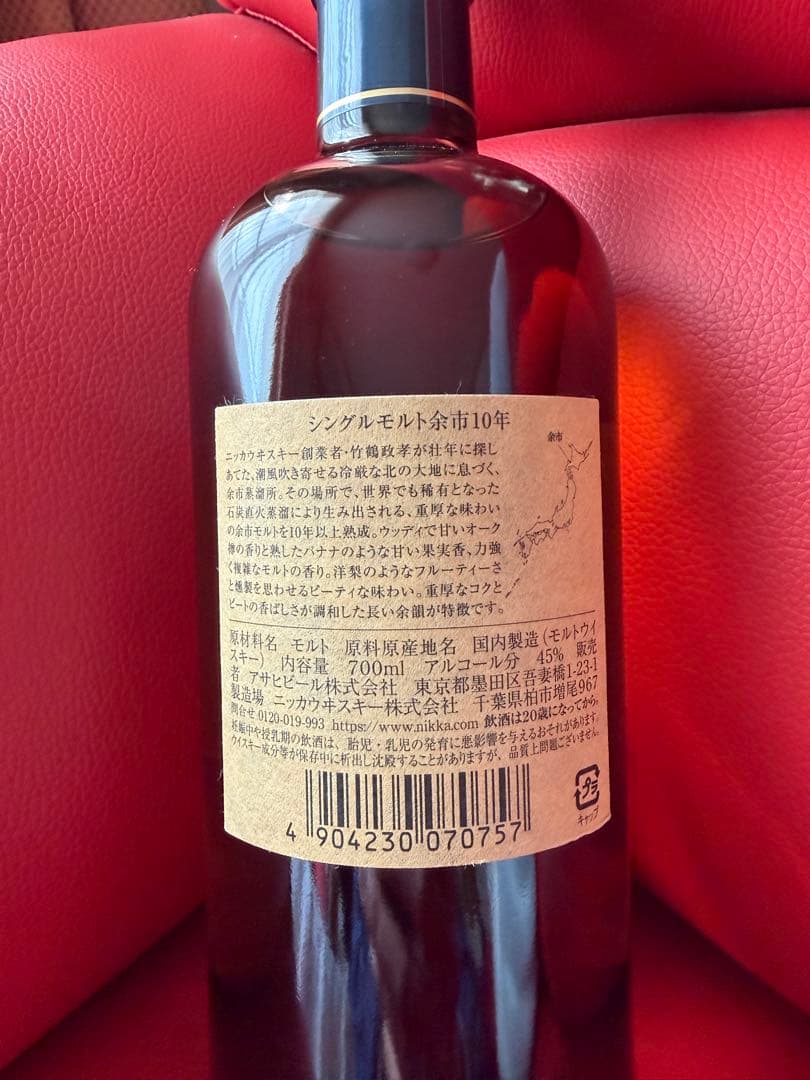 シングルモルト余市10年
余市
ニッカウヰスキー創業者・竹鶴政孝が壮年に探し
あてた、潮風吹き寄せる冷厳な北の大地に息づく、
余市蒸溜所。その場所で、世界でも稀有となった
石炭直火蒸溜により生み出される、重厚な味わい
の余市モルトを10年以上熟成。ウッディで甘いオーク
樽の香りと熟したバナナのような甘い果実香、力強
く複雑なモルトの香り。洋梨のようなフルーティーさ
と燻製を思わせるピーティな味わい。重厚なコクと
ピートの香ばしさが調和した長い余韻が特徴です。
原材料名 モルト 原料原産地名 国内製造（モルトウイ
スキー） 内容量 700ml アルコール分 45% 販売
者 アサヒビール株式会社 東京都墨田区吾妻橋1-23-1
製造場 ニッカウヰスキー株式会社 千葉県柏市増尾967
問合せ 0120-019-993 https://www.nikka.com 飲酒は20歳になってから。
妊娠中や授乳期の飲酒は、胎児・乳児の発育に悪影響を与えるおそれがあります。
ウイスキー成分等が保存中に析出し沈殿することがありますが、品質上問題ございません。
プラ
キャップ
4 904230 070757